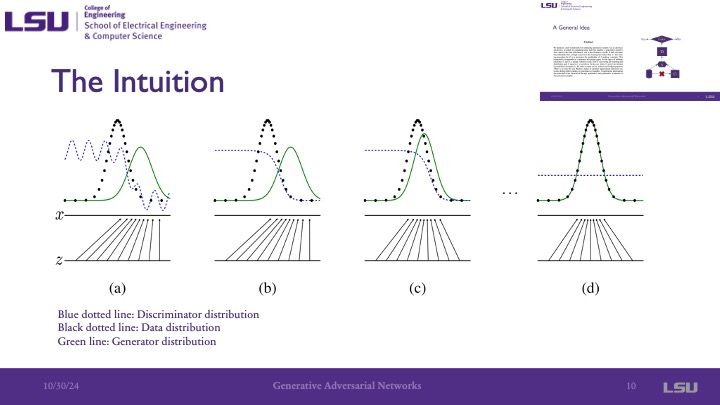 LSU
College of
Engineering
School of Electrical Engineering
& Computer Science
LSU
A General Idea
The Intuition
...
x
z
(a) (b) (c) (d)
Blue dotted line: Discriminator distribution
Black dotted line: Data distribution
Green line: Generator distribution
10/30/24 Generative Adversarial Networks 10 LSU